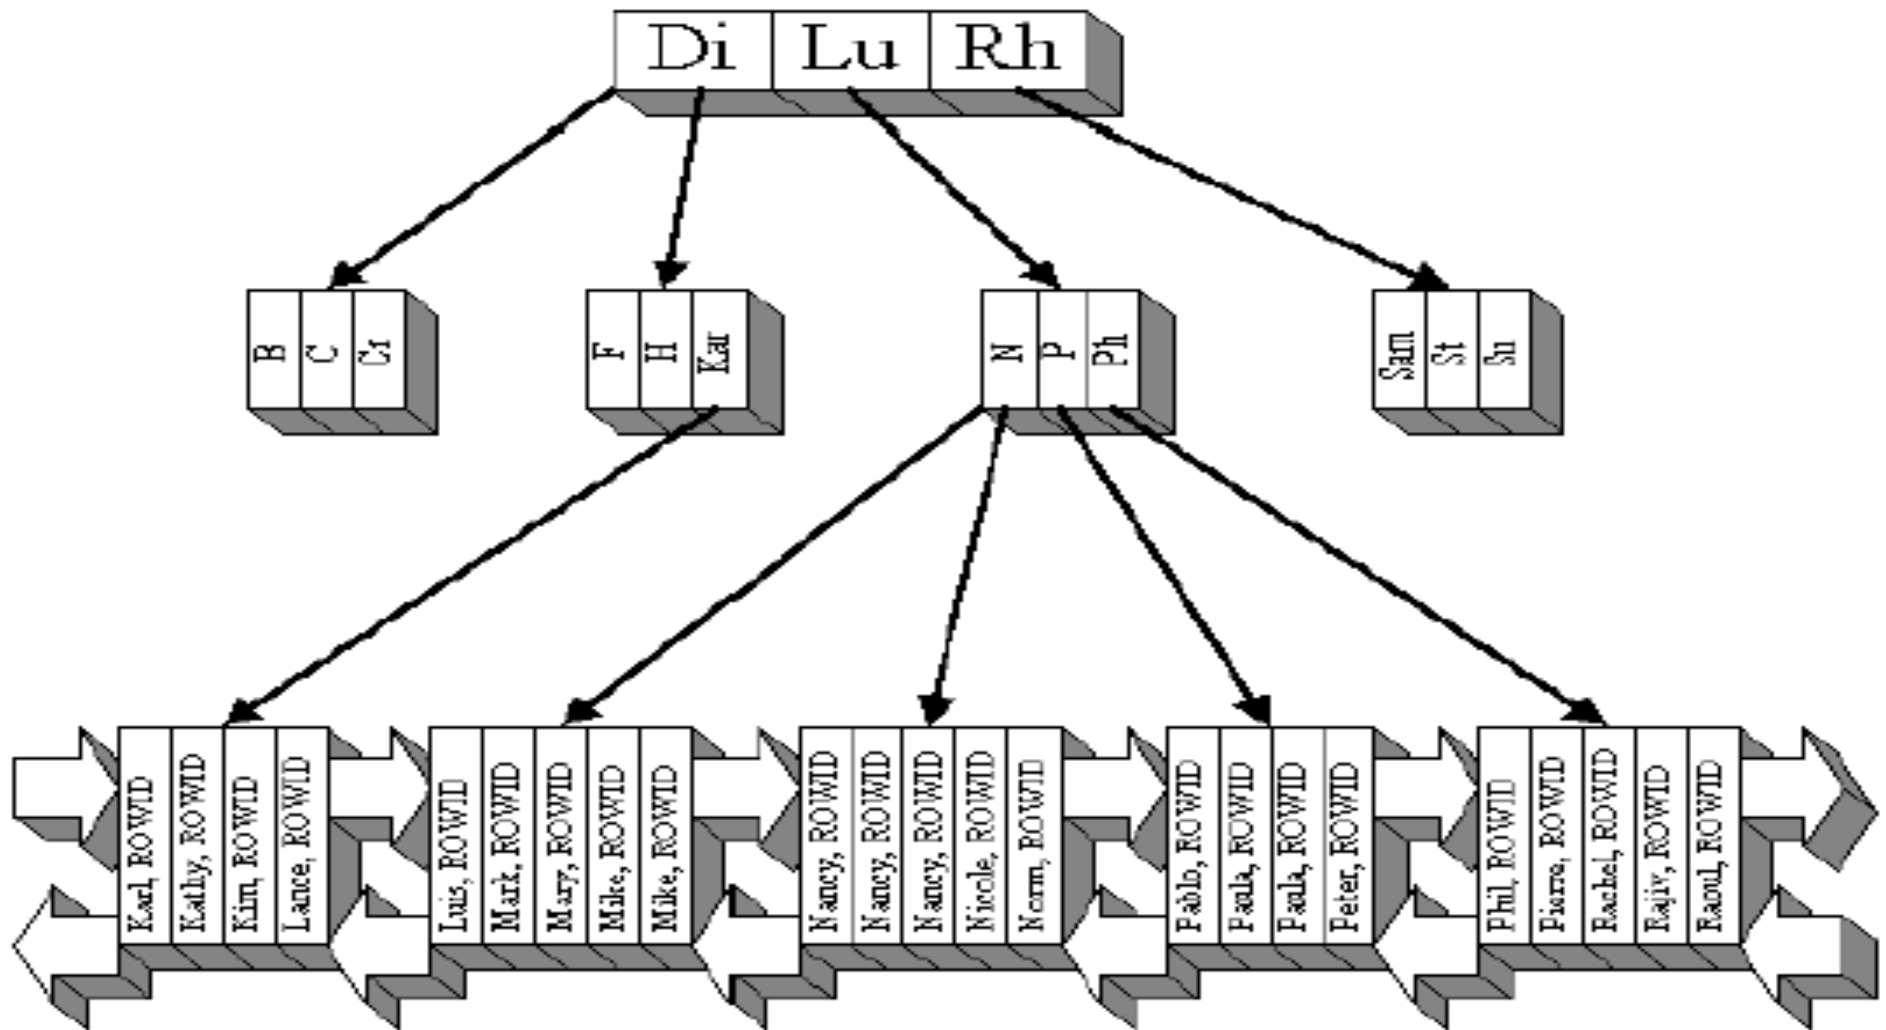 Di Lu Rh
B
C
Cr
F
H
Kar
N
P
Ph
Sam
St
Su
Karl, ROWID
Kathy, ROWID
Kim, ROWID
Lance, ROWID
Luis, ROWID
Mark, ROWID
Mary, ROWID
Mike, ROWID
Mike, ROWID
Nancy, ROWID
Nancy, ROWID
Nancy, ROWID
Nicole, ROWID
Norm, ROWID
Pablo, ROWID
Paula, ROWID
Paula, ROWID
Peter, ROWID
Phil, ROWID
Pierre, ROWID
Rachel, ROWID
Rajiv, ROWID
Raoul, ROWID